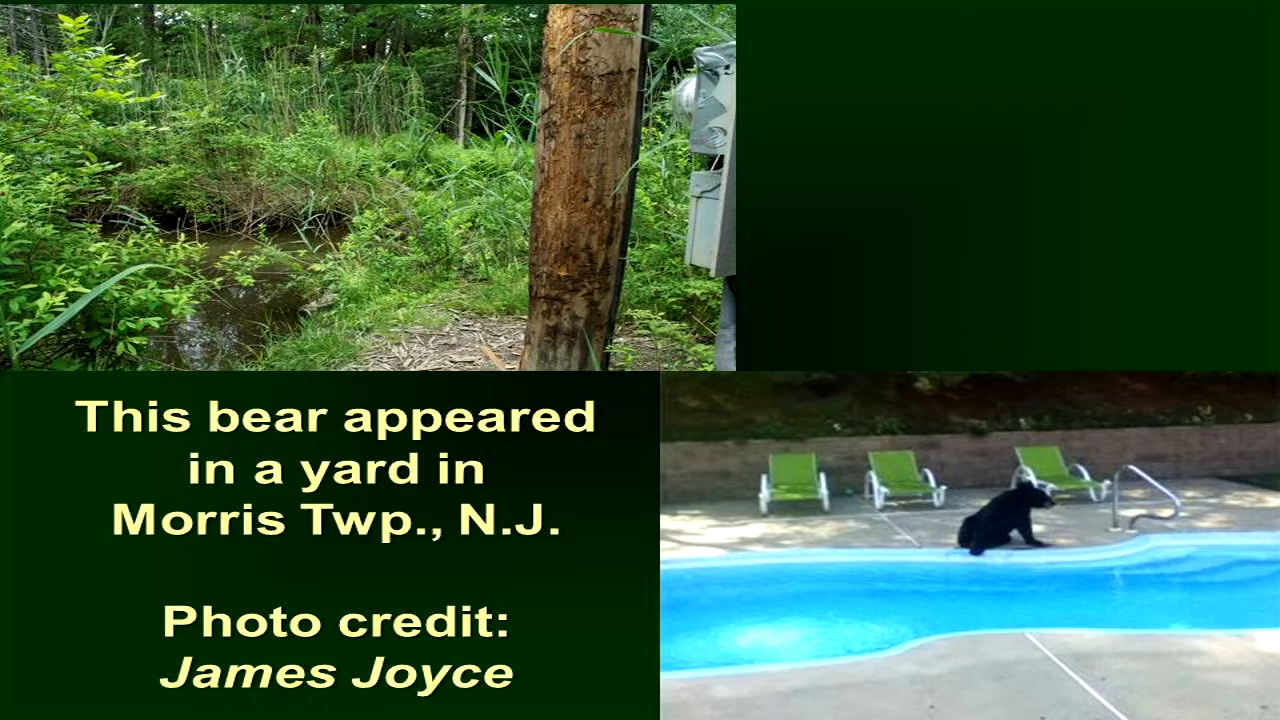 This bear appeared
in a yard in
Morris Twp., N.J.
Photo credit:
James Joyce